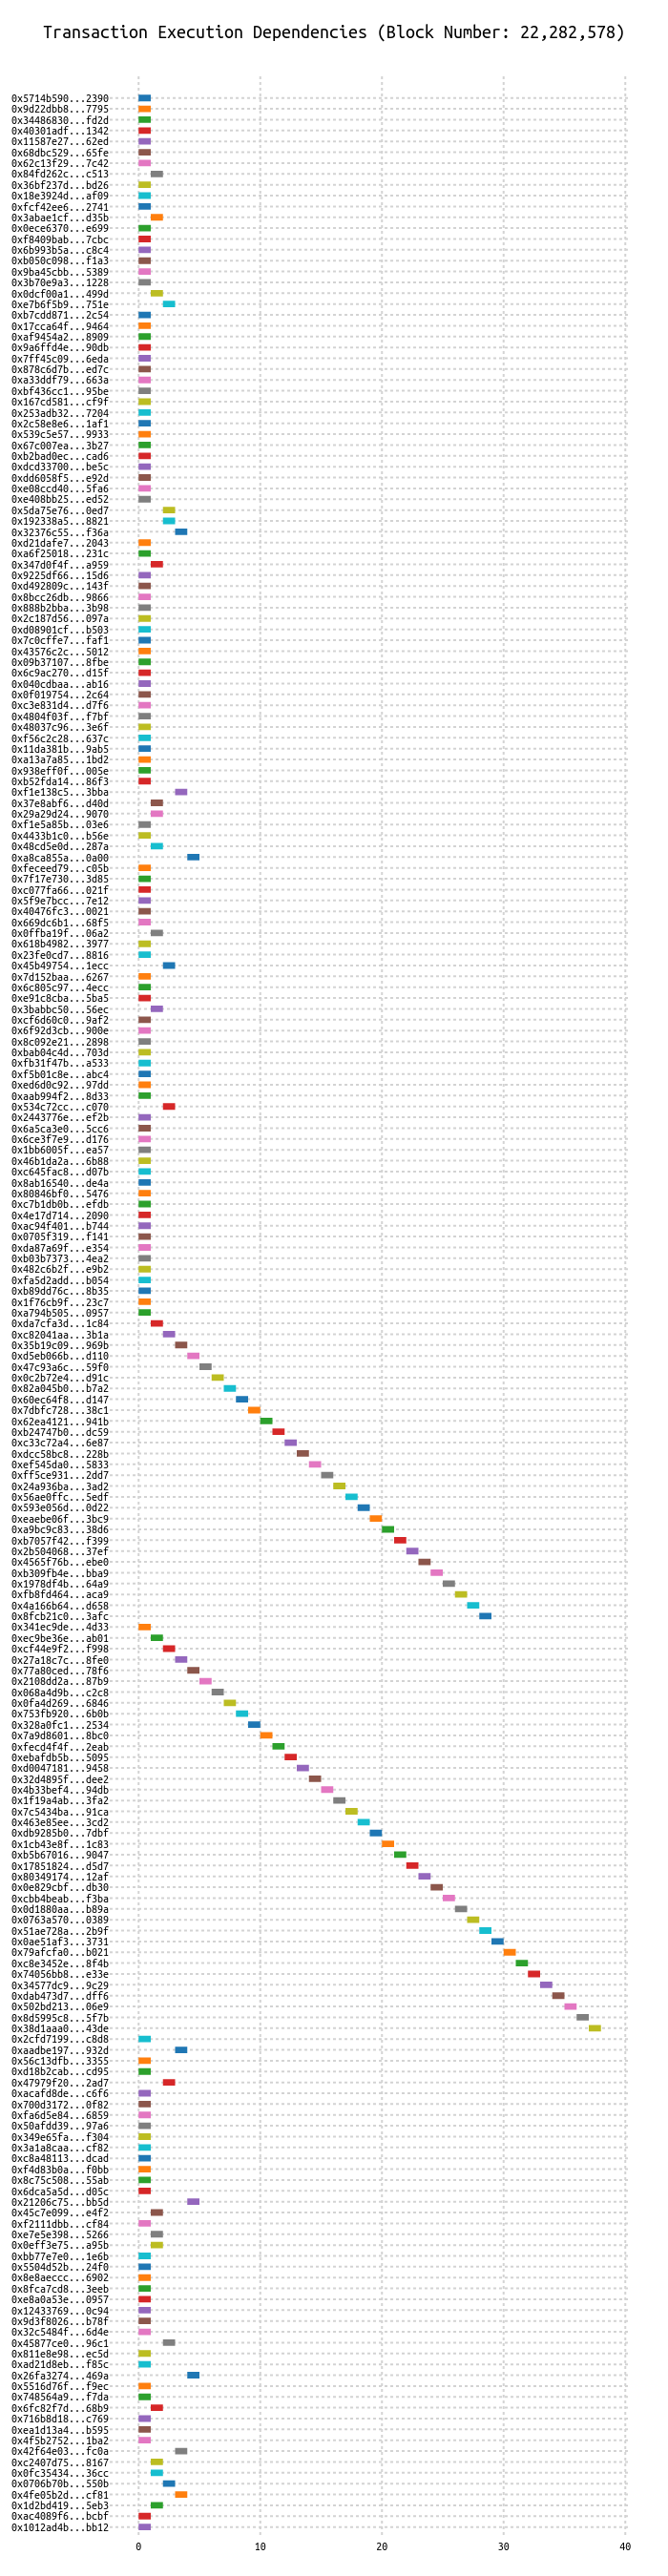 Transaction Execution Dependencies (Block Number: 22,282,578)
0x5714b590...2390
0x9d22dbb8...7795
0x34486830...fd2d
0x40301adf...1342
0x11587e27...62ed
0x68dbc529...65fe
0x62c13f29...7c42
0x84fd262c...c513
0x36bf237d...bd26
0x18e3924d...af09
0xfcf42ee6...2741
0x3abae1cf...d35b
0x0ece6370...e699
0xf8409bab...7cbc
0x6b993b5a...c8c4
0xb050c098...f1a3
0x9ba45cbb...5389
0x3b70e9a3...1228
0x0dcf00a1...499d
0xe7b6f5b9...751e
0xb7cdd871...2c54
0x17cca64f...9464
0xaf9454a2...8909
0x9a6ffd4e...90db
0x7ff45c09...6eda
0x878c6d7b...ed7c
0xa33ddf79...663a
0xbf436cc1...95be
0x167cd581...cf9f
0x253adb32...7204
0x2c58e8e6...1af1
0x539c5e57...9933
0x67c007ea...3b27
0xb2bad0ec...cad6
0xdcd33700...be5c
0xdd6058f5...e92d
0xe08ccd40...5fa6
0xe408bb25...ed52
0x5da75e76...0ed7
0x192338a5...8821
0x32376c55...f36a
0xd21dafe7...2043
0xa6f25018...231c
0x347d0f4f...a959
0x9225df66...15d6
0xd492809c...143f
0x8bcc26db...9866
0x888b2bba...3b98
0x2c187d56...097a
0xd08901cf...b503
0x7c0cffe7...faf1
0x43576c2c...5012
0x09b37107...8fbe
0x6c9ac270...d15f
0x040cdbaa...ab16
0x0f019754...2c64
0xc3e831d4...d7f6
0x4804f03f...f7bf
0x48037c96...3e6f
0xf56c2c28...637c
0x11da381b...9ab5
0xa13a7a85...1bd2
0x938eff0f...005e
0xb52fda14...86f3
0xf1e138c5...3bba
0x37e8abf6...d40d
0x29a29d24...9070
0xf1e5a85b...03e6
0x4433b1c0...b56e
0x48cd5e0d...287a
0xa8ca855a...0a00
0xfeceed79...c05b
0x7f17e730...3d85
0xc077fa66...021f
0x5f9e7bcc...7e12
0x40476fc3...0021
0x669dc6b1...68f5
0x0ffba19f...06a2
0x618b4982...3977
0x23fe0cd7...8816
0x45b49754...1ecc
0x7d152baa...6267
0x6c805c97...4ecc
0xe91c8cba...5ba5
0x3babbc50...56ec
0xcf6d60c0...9af2
0x6f92d3cb...900e
0x8c092e21...2898
0xbab04c4d...703d
0xfb31f47b...a533
0xf5b01c8e...abc4
0xed6d0c92...97dd
0xaab994f2...8d33
0x534c72cc...c070
0x2443776e...ef2b
0x6a5ca3e0...5cc6
0x6ce3f7e9...d176
0x1bb6005f...ea57
0x46b1da2a...6b88
0xc645fac8...d07b
0x8ab16540...de4a
0x80846bf0...5476
0xc7b1db0b...efdb
0x4e17d714...2090
0xac94f401...b744
0x0705f319...f141
0xda87a69f...e354
0xb03b7373...4ea2
0x482c6b2f...e9b2
0xfa5d2add...b054
0xb89dd76c...8b35
0x1f76cb9f...23c7
0xa794b505...0957
0xda7cfa3d...1c84
0xc82041aa...3b1a
0x35b19c09...969b
0xd5eb066b...d110
0x47c93a6c...59f0
0x0c2b72e4...d91c
0x82a045b0...b7a2
0x60ec64f8...d147
0x7dbfc728...38c1
0x62ea4121...941b
0xb24747b0...dc59
0xc33c72a4...6e87
0xdcc58bc8...228b
0xef545da0...5833
0xff5ce931...2dd7
0x24a936ba...3ad2
0x56ae0ffc...5edf
0x593e056d...0d22
0xeaebe06f...3bc9
0xa9bc9c83...38d6
0xb7057f42...f399
0x2b504068...37ef
0x4565f76b...ebe0
0xb309fb4e...bba9
0x1978df4b...64a9
0xfb8fd464...aca9
0x4a166b64...d658
0x8fcb21c0...3afc
0x341ec9de...4d33
0xec9be36e...ab01
0xcf44e9f2...f998
0x27a18c7c...8fe0
0x77a80ced...78f6
0x2108dd2a...87b9
0x068a4d9b...c2c8
0x0fa4d269...6846
0x753fb920...6b0b
0x328a0fc1...2534
0x7a9d8601...8bc0
0xfecd4f4f...2eab
0xebafdb5b...5095
0xd0047181...9458
0x32d4895f...dee2
0x4b33bef4...94db
0x1f19a4ab...3fa2
0x7c5434ba...91ca
0x463e85ee...3cd2
0xdb9285b0...7dbf
0x1cb43e8f...1c83
0xb5b67016...9047
0x17851824...d5d7
0x80349174...12af
0x0e829cbf...db30
0xcbb4beab...f3ba
0x0d1880aa...b89a
0x0763a570...0389
0x51ae728a...2b9f
0x0ae51af3...3731
0x79afcfa0...b021
0xc8e3452e...8f4b
0x74056bb8...e33e
0x34577dc9...9c29
0xdab473d7...dff6
0x502bd213...06e9
0x8d5995c8...5f7b
0x38d1aaa0...43de
0x2cfd7199...c8d8
0xaadbe197...932d
0x56c13dfb...3355
0xd18b2cab...cd95
0x47979f20...2ad7
0xacafd8de...c6f6
0x700d3172...0f82
0xfa6d5e84...6859
0x50afdd39...97a6
0x349e65fa...f304
0x3a1a8caa...cf82
0xc8a48113...dcad
0xf4d83b0a...f0bb
0x8c75c508...55ab
0x6dca5a5d...d05c
0x21206c75...bb5d
0x45c7e099...e4f2
0xf2111dbb...cf84
0xe7e5e398...5266
0x0eff3e75...a95b
0xbb77e7e0...1e6b
0x5504d52b...24f0
0x8e8aeccc...6902
0x8fca7cd8...3eeb
0xe8a0a53e...0957
0x12433769...0c94
0x9d3f8026...b78f
0x32c5484f...6d4e
0x45877ce0...96c1
0x811e8e98...ec5d
0xad21d8eb...f85c
0x26fa3274...469a
0x5516d76f...f9ec
0x748564a9...f7da
0x6fc82f7d...68b9
0x716b8d18...c769
0xea1d13a4...b595
0x4f5b2752...1ba2
0x42f64e03...fc0a
0xc2407d75...8167
0x0fc35434...36cc
0x0706b70b...550b
0x4fe05b2d...cf81
0x1d2bd419...5eb3
0xac4089f6...bcbf
0x1012ad4b...bb12
0 10 20 30 40